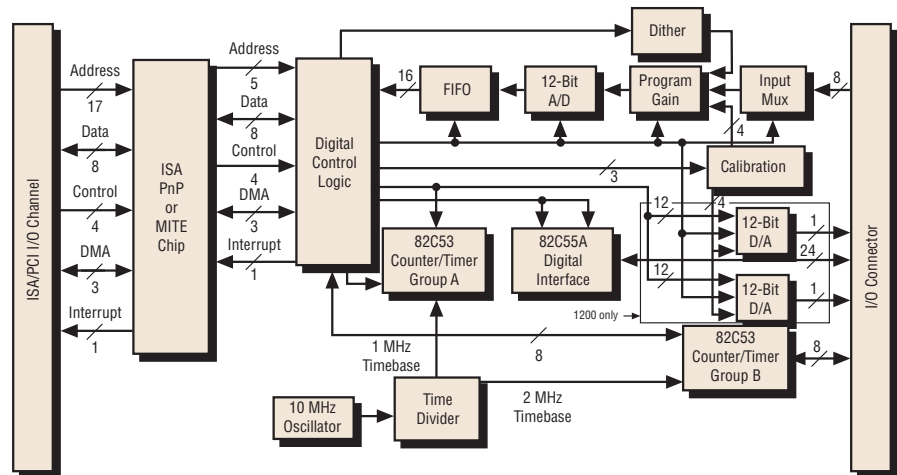 ISA/PCI I/O Channel
Address
17
Data
8
Control
4
DMA
3
Interrupt
1
ISA
PnP
or
MITE
Chip
Address
5
Data
8
Control
4
DMA
3
Interrupt
1
Digital
Control
Logic
16
FIFO
12-Bit
A/D
Program
Gain
Dither
Input
Mux
8
4
3
Calibration
82C53
Counter/Timer
Group A
82C55A
Digital
Interface
12
4
12-Bit
D/A
1
24
12
12-Bit
D/A
1
1200 only
82C53
Counter/Timer
Group B
8
8
1 MHz
Timebase
10 MHz
Oscillator
Time
Divider
2 MHz
Timebase
I/O Connector